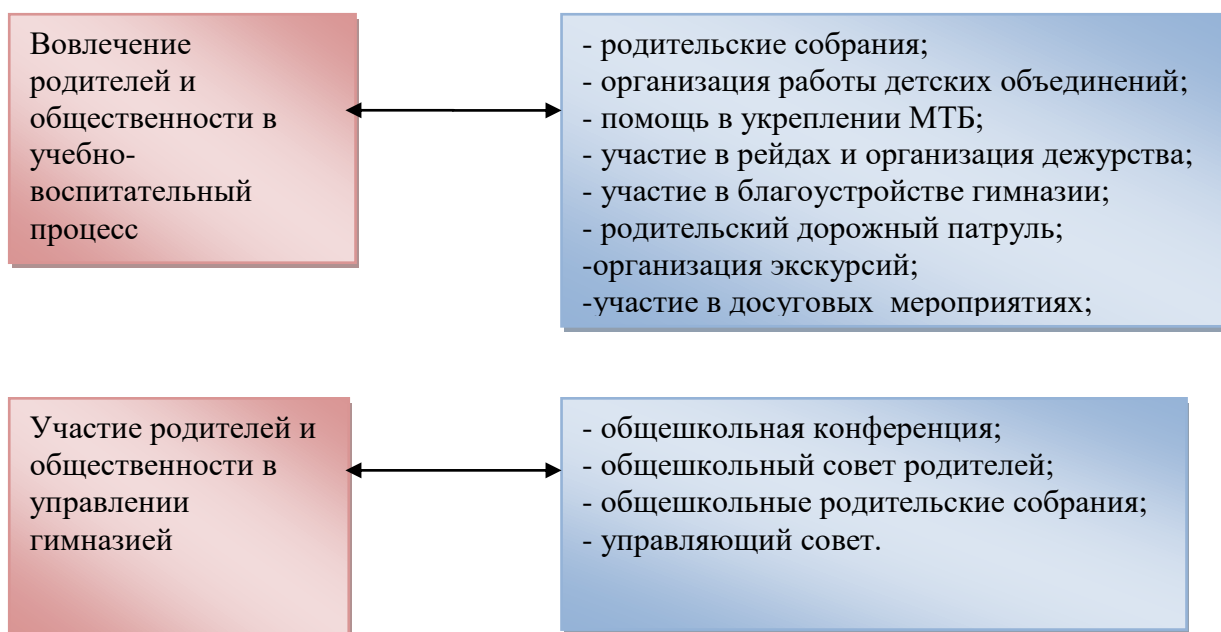 Вовлечение
родителей и
общественности в
учебно-
воспитательный
процесс
- родительские собрания;
- организация работы детских объединений;
- помощь в укреплении МТБ;
- участие в рейдах и организация дежурства;
- участие в благоустройстве гимназии;
- родительский дорожный патруль;
-организация экскурсий;
-участие в досуговых мероприятиях;
Участие родителей и
общественности в
управлении
гимназией
- общешкольная конференция;
- общешкольный совет родителей;
- общешкольные родительские собрания;
- управляющий совет.